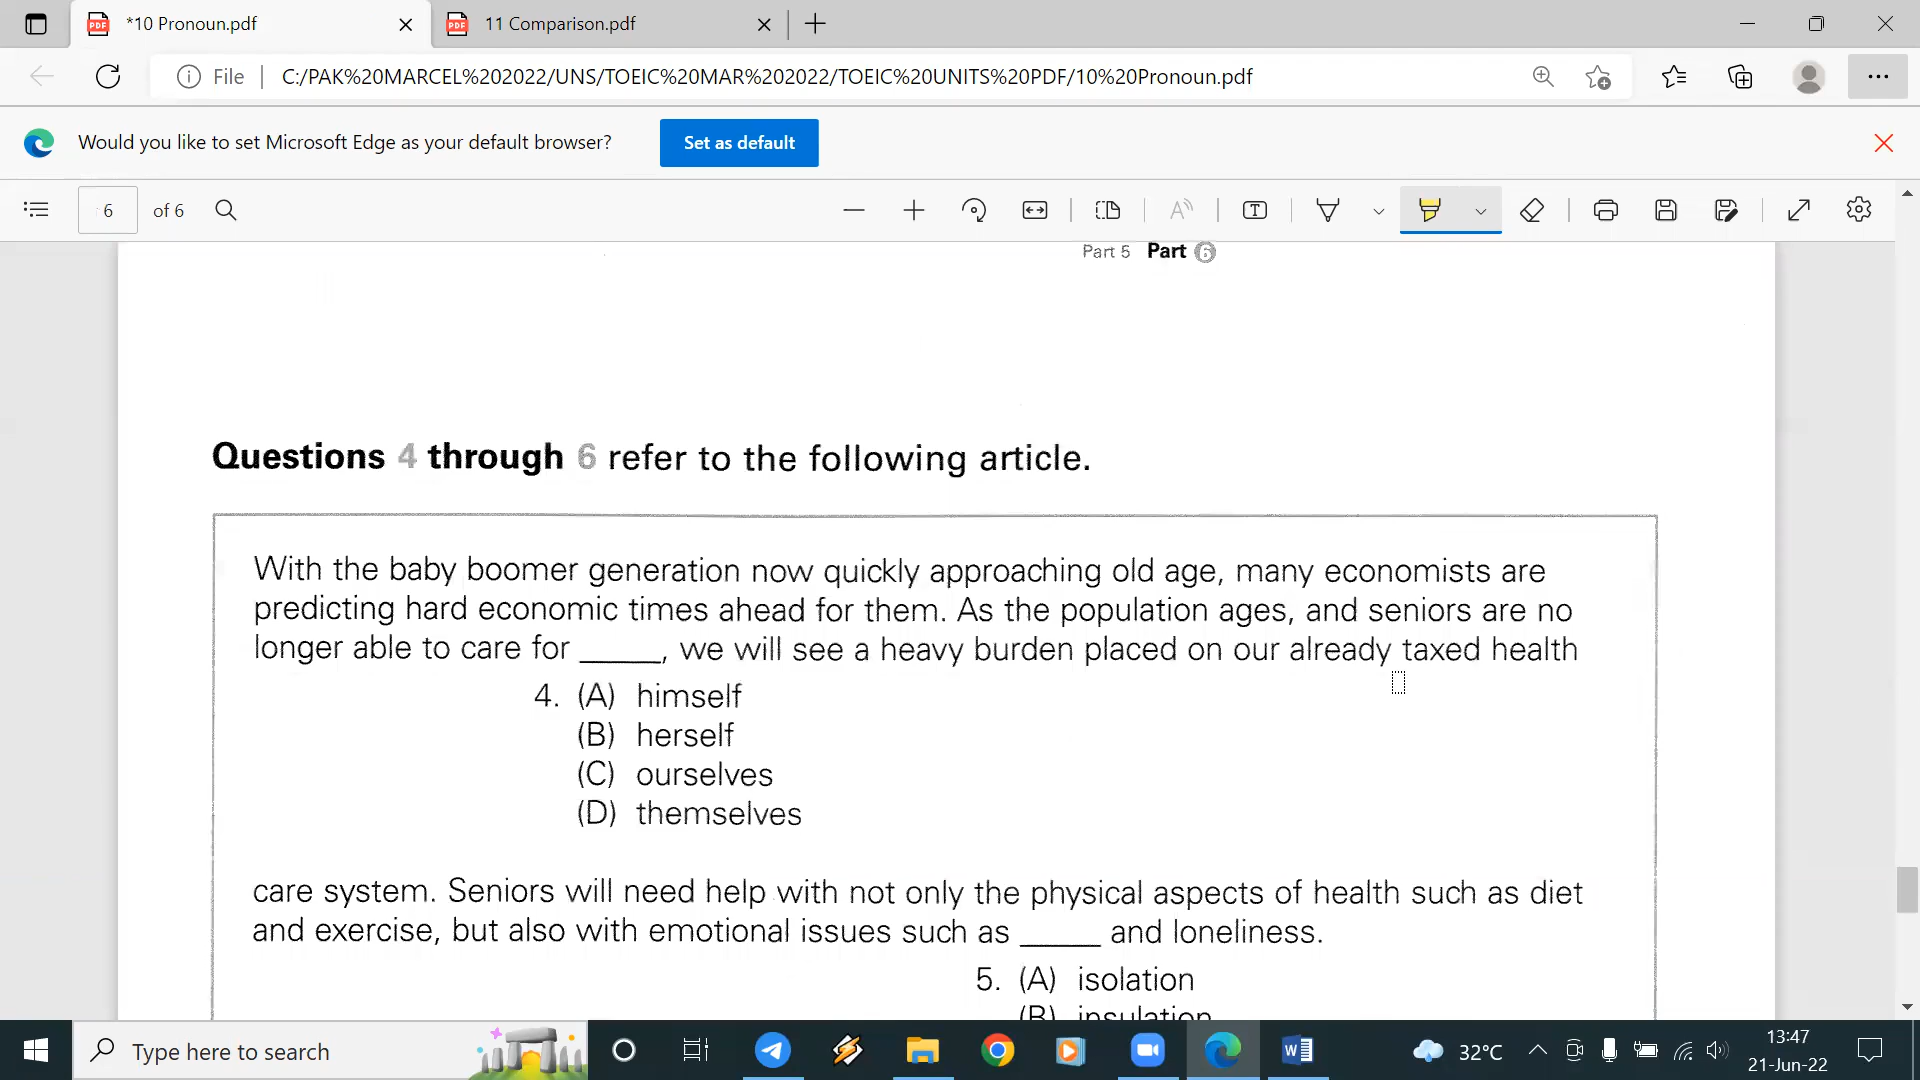 *10 Pronoun.pdf
11 Comparison.pdf
File
C:/PAK%20MARCEL%202022/UNS/TOEIC%20MAR%202022/TOEIC%20UNITS%20PDF/10%20Pronoun.pdf
Would you like to set Microsoft Edge as your default browser?
Set as default
6
of 6
Part 5 Part 6
Questions 4 through 6 refer to the following article.
With the baby boomer generation now quickly approaching old age, many economists are
predicting hard economic times ahead for them. As the population ages, and seniors are no
longer able to care for _____, we will see a heavy burden placed on our already taxed health
4. (A) himself
(B) herself
(C) ourselves
(D) themselves
care system. Seniors will need help with not only the physical aspects of health such as diet
and exercise, but also with emotional issues such as _____ and loneliness.
5. (A) isolation
(B) insulation
Type here to search
32°C
13:47
21-Jun-22